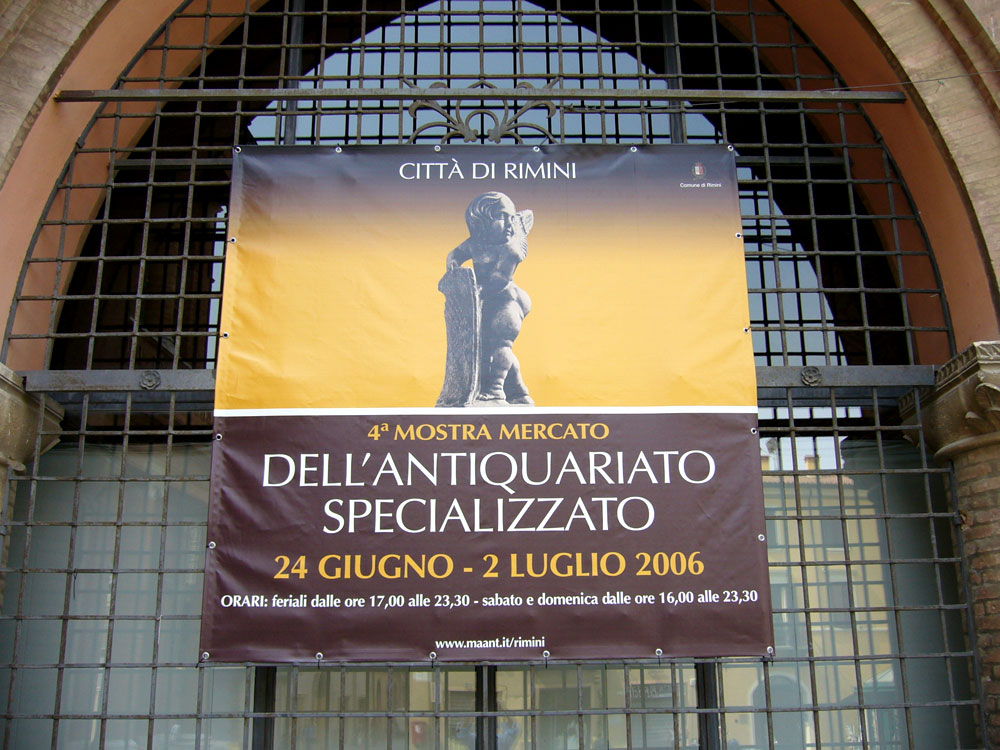 CITTÀ DI RIMINI
Comune di Rimini
4ª MOSTRA MERCATO
DELL'ANTIQUARIATO
SPECIALIZZATO
24 GIUGNO - 2 LUGLIO 2006
ORARI: feriali dalle ore 17,00 alle 23,30 - sabato e domenica dalle ore 16,00 alle 23,30
www.maant.it/rimini